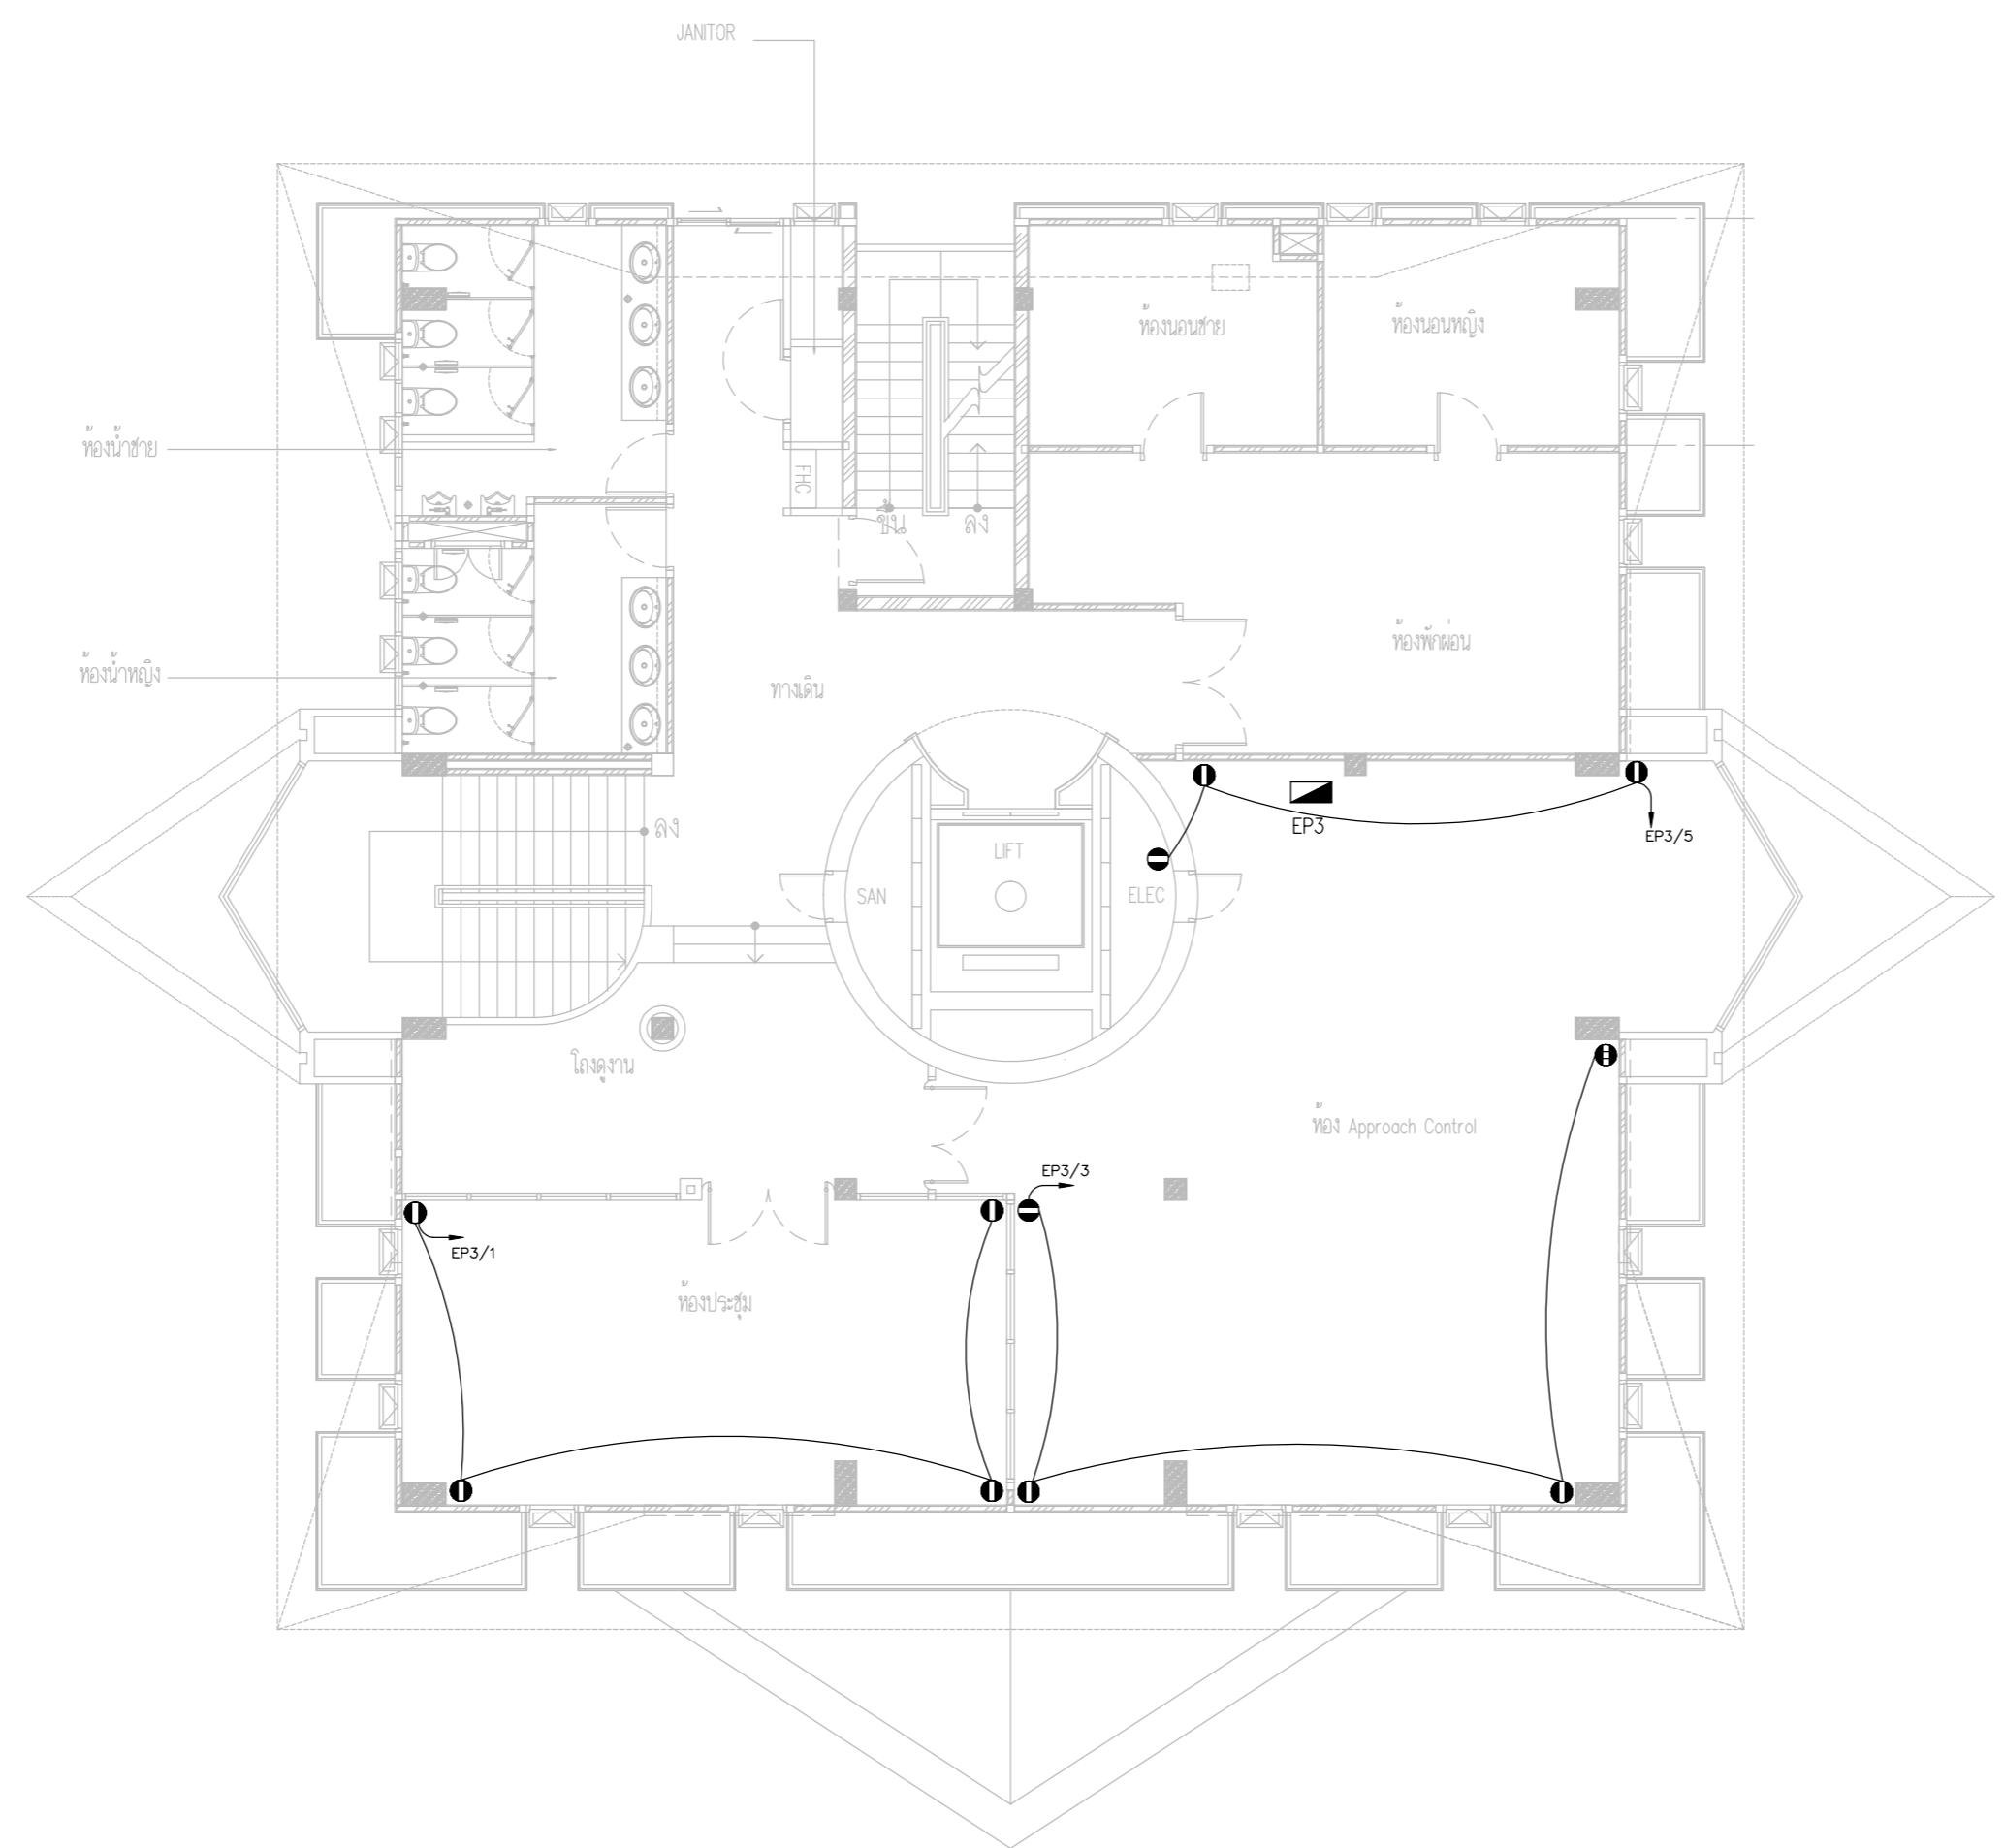 JANITOR
ห้องนอนชาย
ห้องนอนหญิง
ห้องน้ำชาย
FHC
ขึ้น
ลง
ห้องพักผ่อน
ห้องน้ำหญิง
ทางเดิน
ลง
EP3
EP3/5
LIFT
SAN
ELEC
โถงดูงาน
ห้อง Approach Control
EP3/3
EP3/1
ห้องประชุม